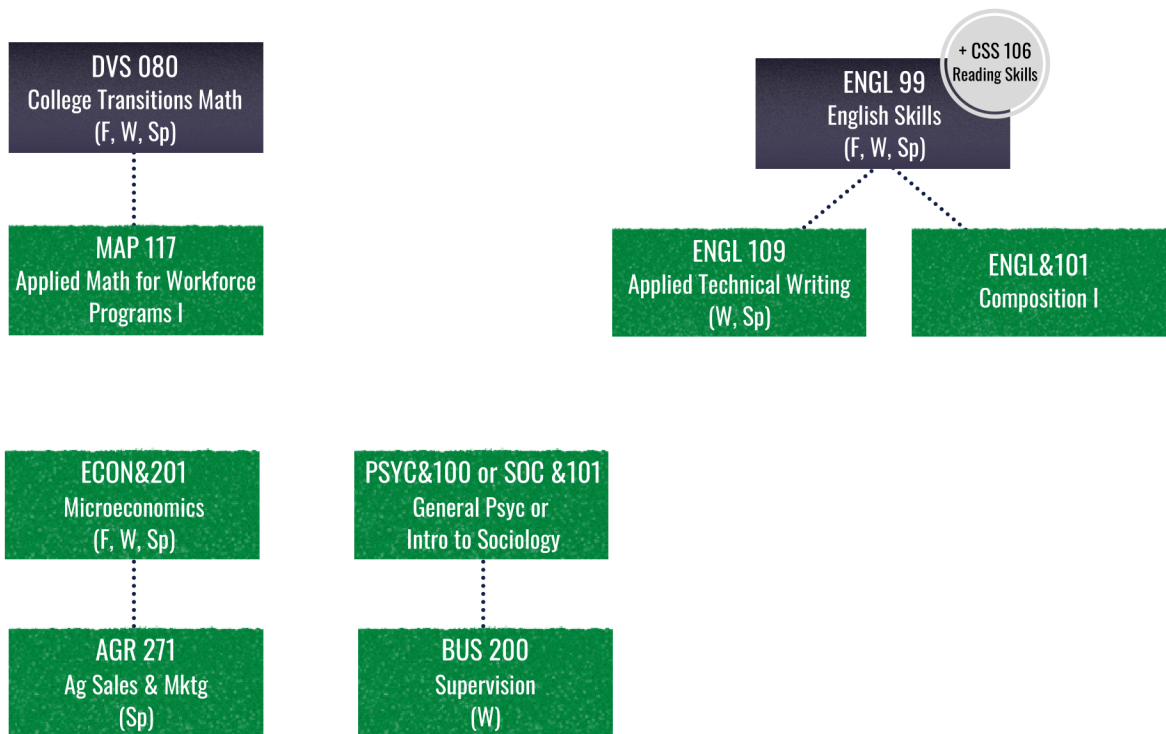 DVS 080
College Transitions Math
(F, W, Sp)
+ CSS 106
Reading Skills
ENGL 99
English Skills
(F, W, Sp)
MAP 117
Applied Math for Workforce
Programs I
ENGL 109
Applied Technical Writing
(W, Sp)
ENGL&101
Composition I
ECON&201
Microeconomics
(F, W, Sp)
PSYC&100 or SOC &101
General Psyc or
Intro to Sociology
AGR 271
Ag Sales & Mktg
(Sp)
BUS 200
Supervision
(W)